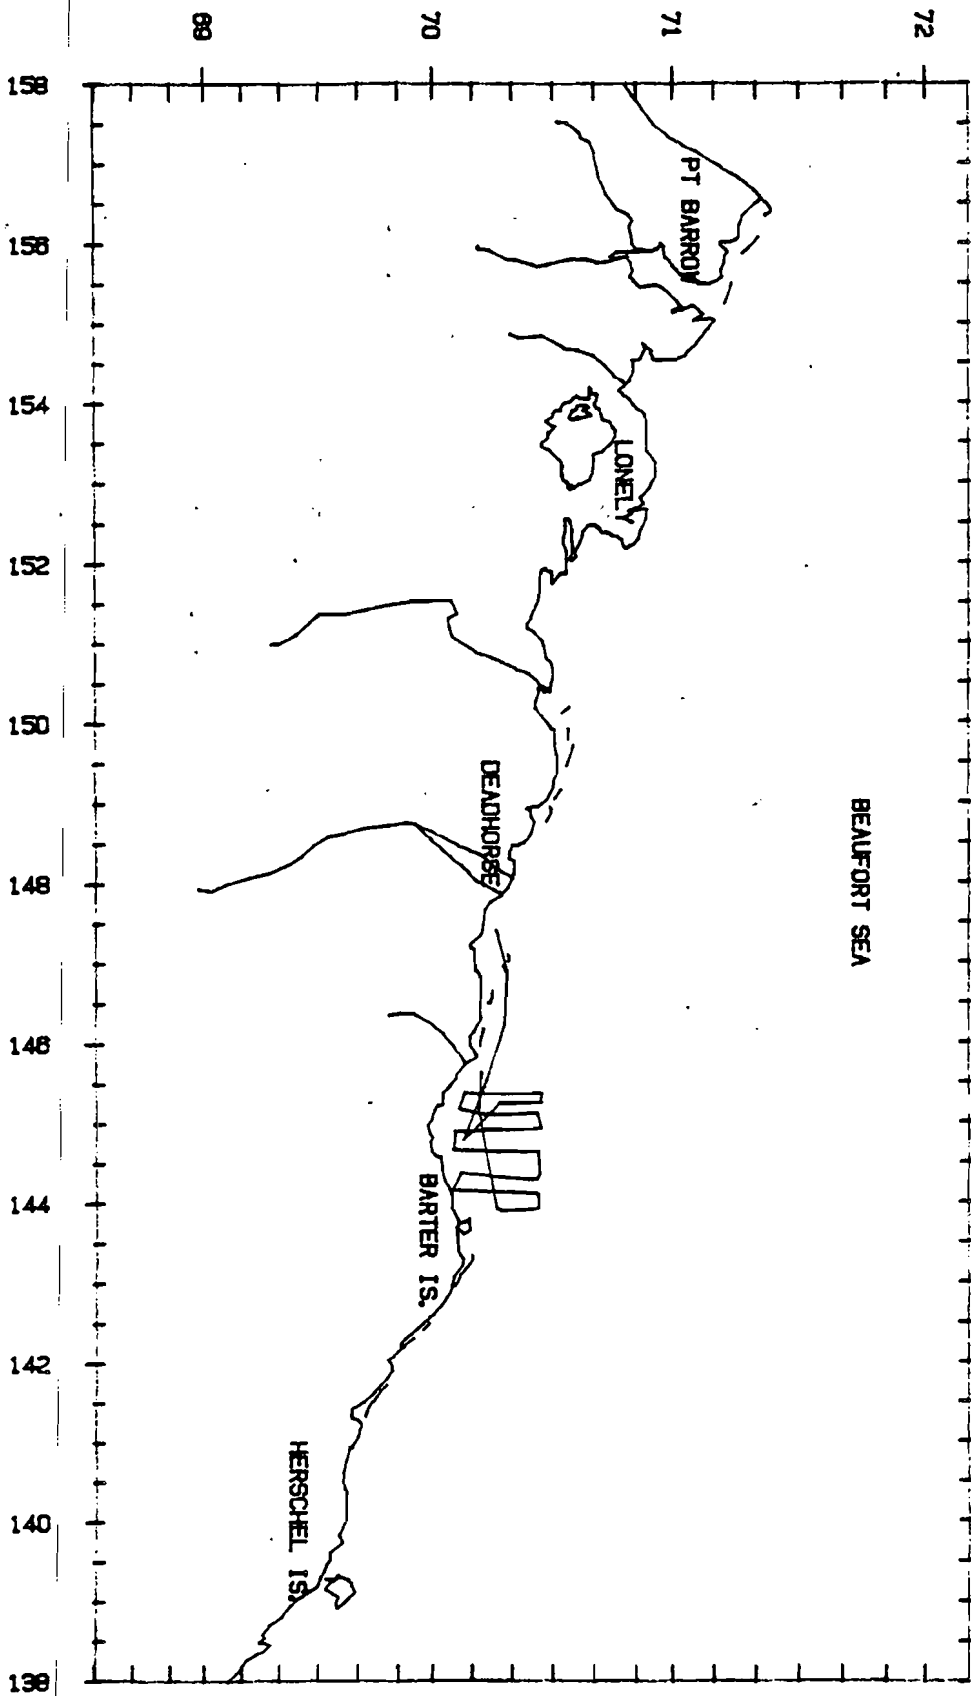 BEAUFORT SEA
PT BARROW
LONELY
DEADHORSE
BARTER IS.
HERSCHEL IS.
72
71
70
69
158
156
154
152
150
148
146
144
142
140
138